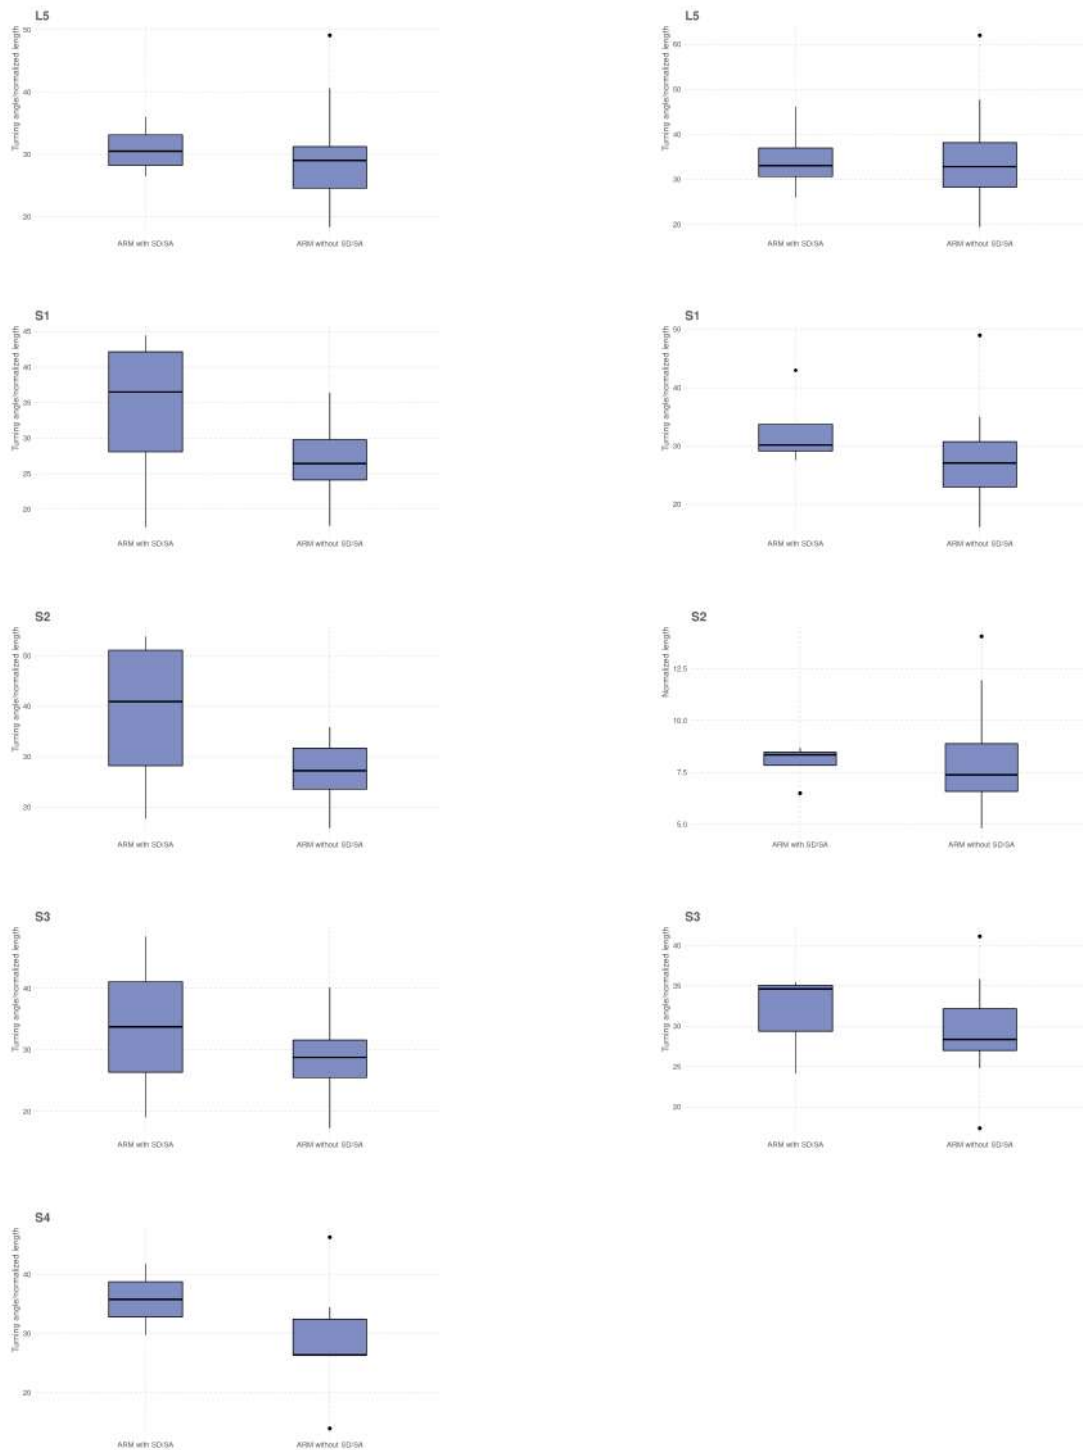 L5
Turning angle/normalized length
50
40
30
20
ARM with SD/SA
ARM without SD/SA
L5
Turning angle/normalized length
60
50
40
30
20
ARM with SD/SA
ARM without SD/SA
S1
Turning angle/normalized length
45
40
35
30
25
20
ARM with SD/SA
ARM without SD/SA
S1
Turning angle/normalized length
50
40
30
20
ARM with SD/SA
ARM without SD/SA
S2
Turning angle/normalized length
50
40
30
20
ARM with SD/SA
ARM without SD/SA
S2
Normalized length
12.5
10.0
7.5
5.0
ARM with SD/SA
ARM without SD/SA
S3
Turning angle/normalized length
40
30
20
ARM with SD/SA
ARM without SD/SA
S3
Turning angle/normalized length
40
35
30
25
20
ARM with SD/SA
ARM without SD/SA
S4
Turning angle/normalized length
40
30
20
ARM with SD/SA
ARM without SD/SA